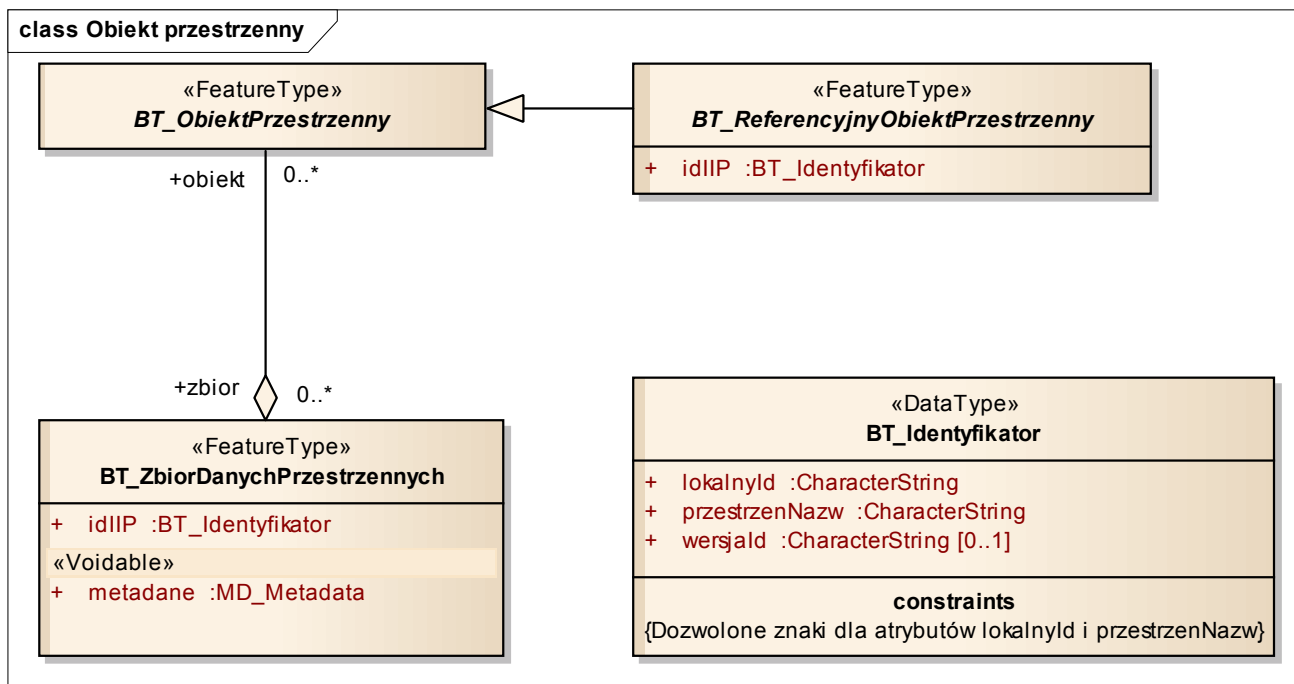 class Obiekt przestrzenny
«FeatureType»
BT_ObiektPrzestrzenny
«FeatureType»
BT_ReferencyjnyObiektPrzestrzenny
+ idIIP :BT_Identyfikator
+obiekt 0..*
+zbior 0..*
«FeatureType»
BT_ZbiorDanychPrzestrzennych
+ idIIP :BT_Identyfikator
«Voidable»
+ metadane :MD_Metadata
«DataType»
BT_Identyfikator
+ lokalnyId :CharacterString
+ przestrzenNazw :CharacterString
+ wersjaId :CharacterString [0..1]
constraints
{Dozwolone znaki dla atrybutów lokalnyId i przestrzenNazw}